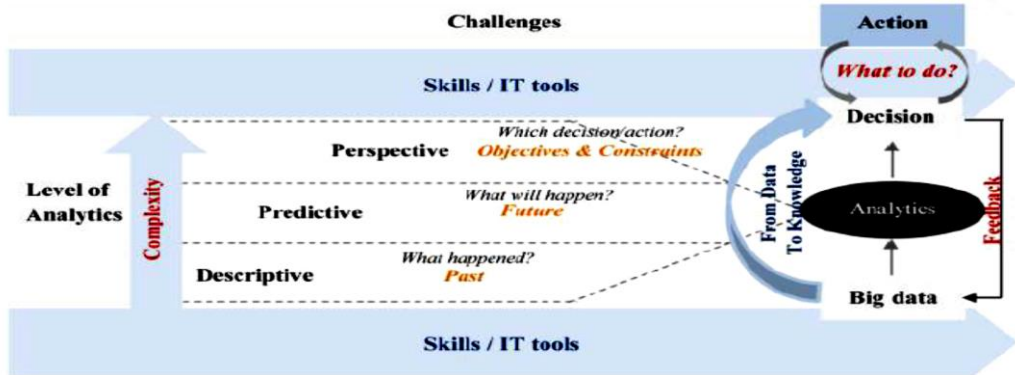 Challenges
Action
What to do?
Skills / IT tools
Decision
Which decision/action?
Perspective
Objectives & Constraints
Level of
Analytics
Complexity
What will happen?
Predictive
Future
What happened?
Descriptive
Past
From Data
To Knowledge
Analytics
Feedback
Big data
Skills / IT tools